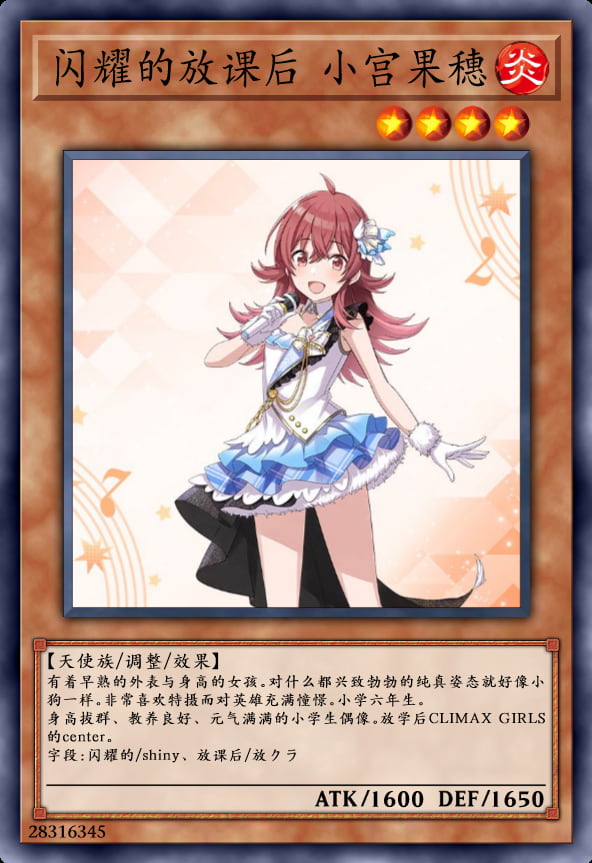 闪耀的放课后 小宫果穗
炎
【天使族/调整/效果】
有着早熟的外表与身高的女孩。对什么都兴致勃勃的纯真姿态就好像小
狗一样。非常喜欢特摄而对英雄充满憧憬。小学六年生。
身高拔群、教养良好、元气满满的小学生偶像。放学后CLIMAX GIRLS
的center。
字段:闪耀的/shiny、放课后/放クラ
ATK/1600 DEF/1650
28316345